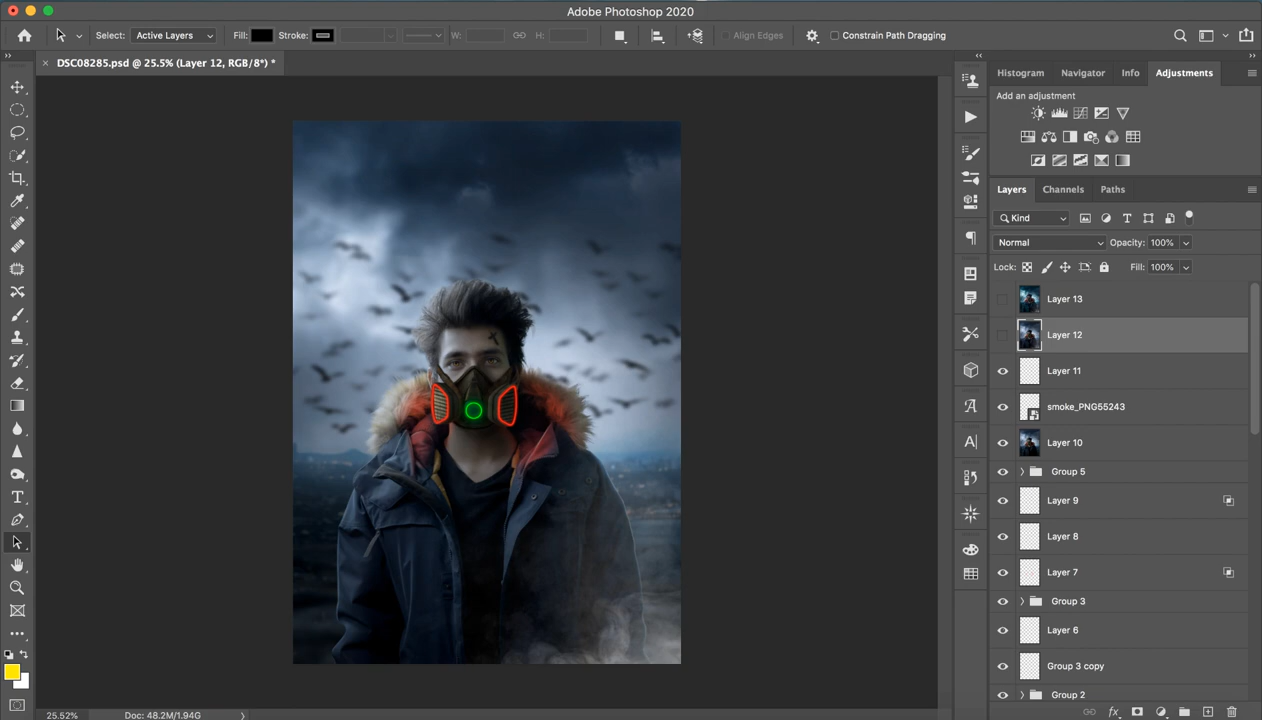 Adobe Photoshop 2020
Select: Active Layers Fill: Stroke: W: H: Align Edges Constrain Path Dragging
DSC08285.psd @ 25.5% (Layer 12, RGB/8*) *
Histogram Navigator Info Adjustments
Add an adjustment
Layers Channels Paths
Kind
Normal Opacity: 100%
Lock: Fill: 100%
Layer 13
Layer 12
Layer 11
smoke_PNG55243
Layer 10
Group 5
Layer 9
Layer 8
Layer 7
Group 3
Layer 6
Group 3 copy
Group 2
25.52% Doc: 48.2M/1.94G